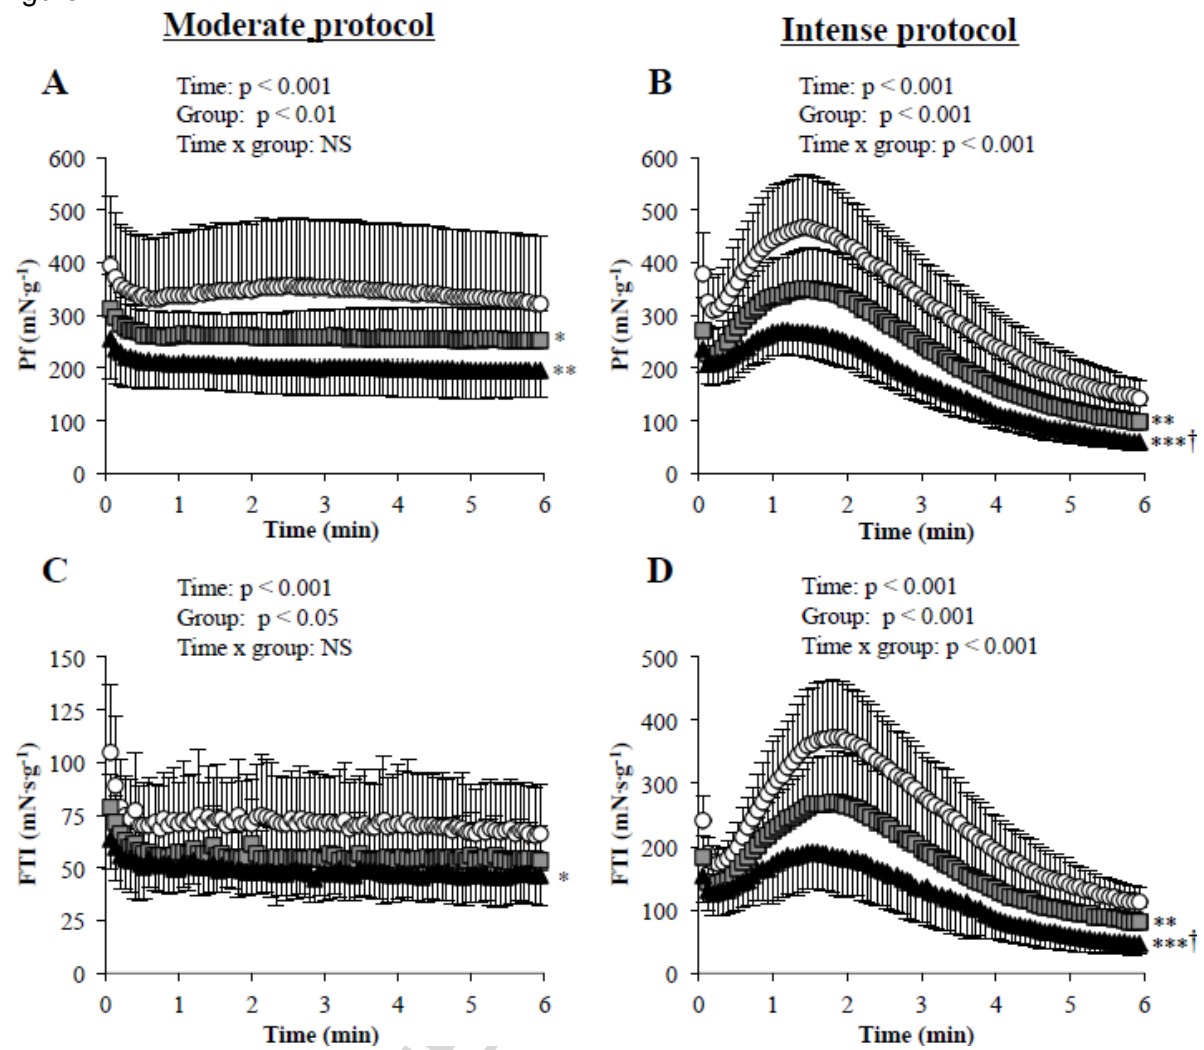 Moderate protocol
Intense protocol
A
Time: p < 0.001
Group: p < 0.01
Time x group: NS
B
Time: p < 0.001
Group: p < 0.001
Time x group: p < 0.001
600
500
400
300
200
100
0
Pf (mN·g⁻¹)
*
**
0 1 2 3 4 5 6
Time (min)
600
500
400
300
200
100
0
Pf (mN·g⁻¹)
**
***†
0 1 2 3 4 5 6
Time (min)
C
Time: p < 0.001
Group: p < 0.05
Time x group: NS
D
Time: p < 0.001
Group: p < 0.001
Time x group: p < 0.001
150
125
100
75
50
25
0
FTI (mN·s·g⁻¹)
*
0 1 2 3 4 5 6
Time (min)
500
400
300
200
100
0
FTI (mN·s·g⁻¹)
**
***†
0 1 2 3 4 5 6
Time (min)